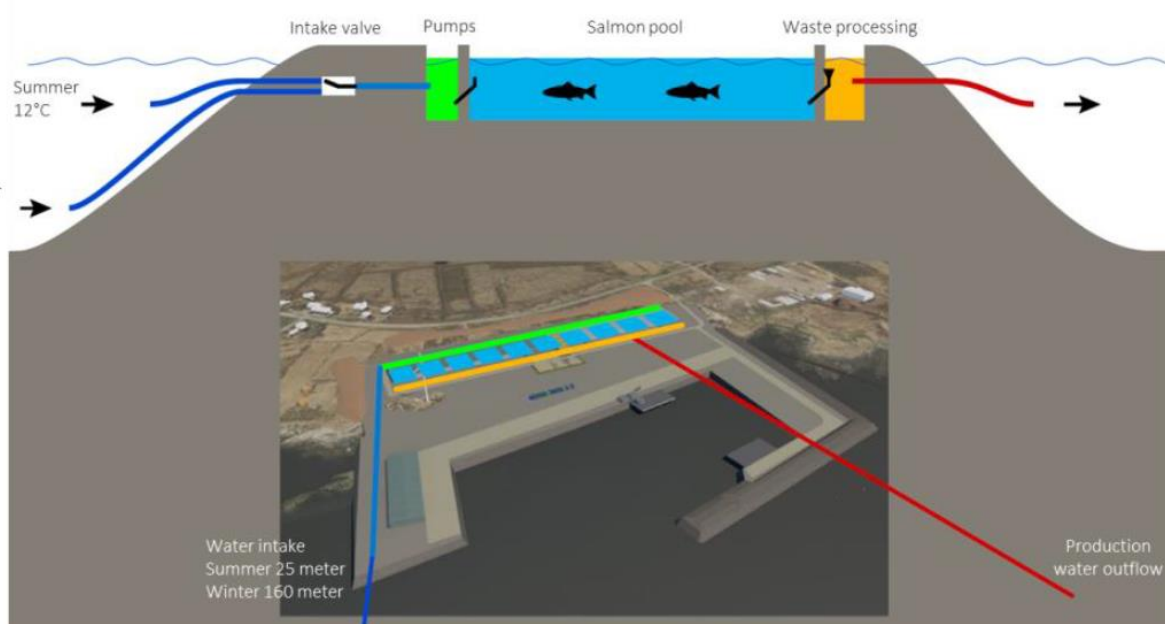 Intake valve
Pumps
Salmon pool
Waste processing
Summer
12°C
Water intake
Summer 25 meter
Winter 160 meter
Production
water outflow